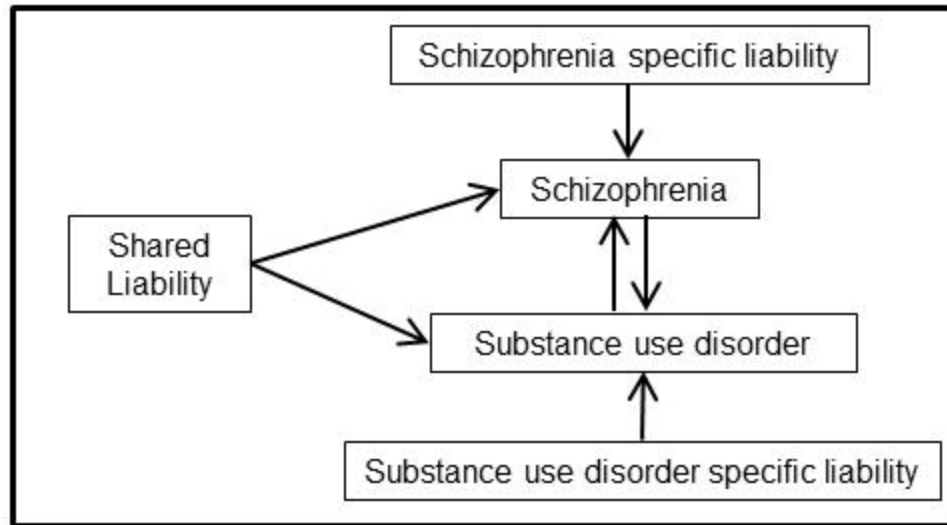 Schizophrenia specific liability
Schizophrenia
Shared
Liability
Substance use disorder
Substance use disorder specific liability